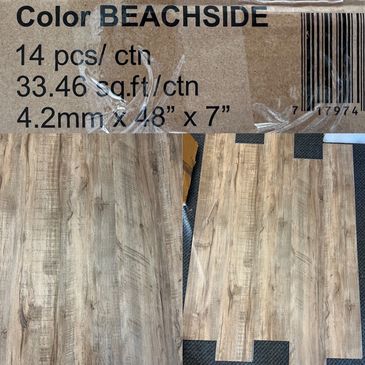 Color BEACHSIDE
14 pcs/ ctn
33.46 sq.ft/ctn
4.2mm x 48” x 7”
7 17974